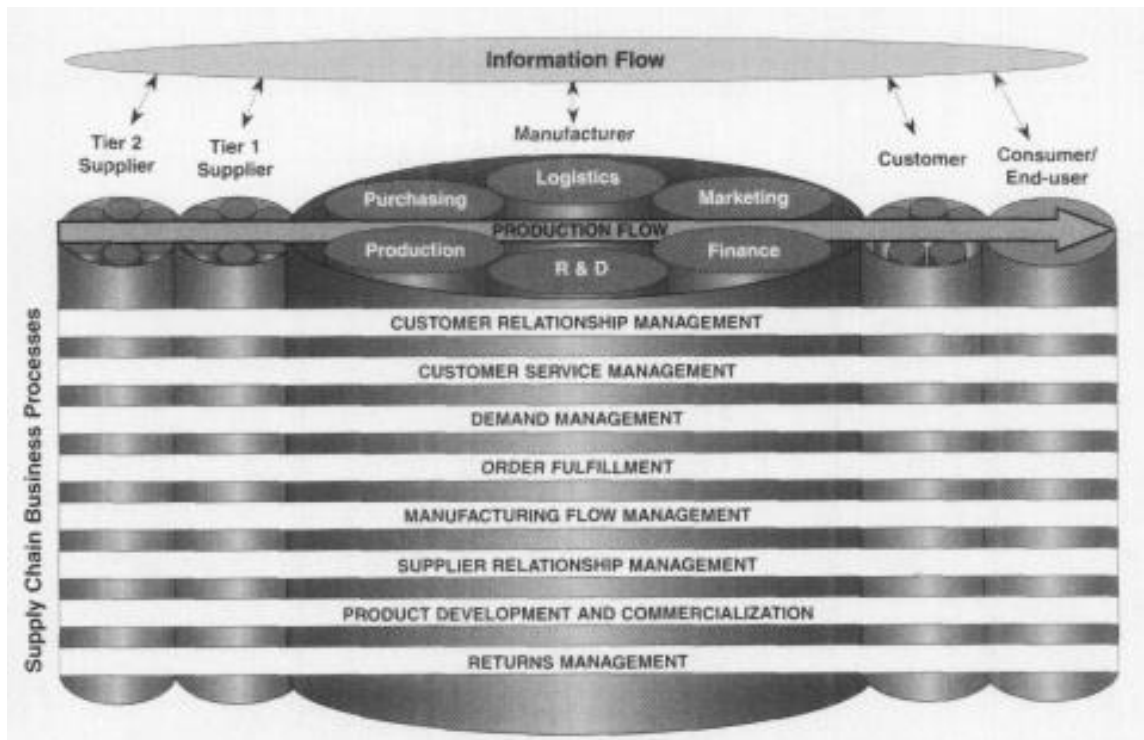 Information Flow
Tier 2
Supplier
Tier 1
Supplier
Manufacturer
Customer
Consumer/
End-user
Logistics
Purchasing
Marketing
PRODUCTION FLOW
Production
Finance
R & D
Supply Chain Business Processes
CUSTOMER RELATIONSHIP MANAGEMENT
CUSTOMER SERVICE MANAGEMENT
DEMAND MANAGEMENT
ORDER FULFILLMENT
MANUFACTURING FLOW MANAGEMENT
SUPPLIER RELATIONSHIP MANAGEMENT
PRODUCT DEVELOPMENT AND COMMERCIALIZATION
RETURNS MANAGEMENT